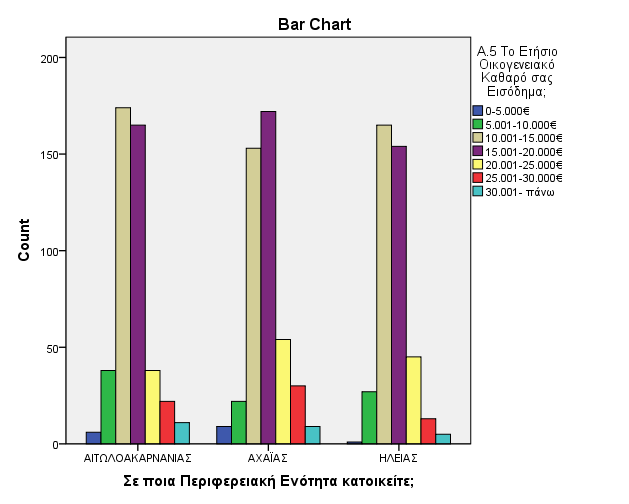 Bar Chart
Α.5 Το Ετήσιο
Οικογενειακό
Καθαρό σας
Εισόδημα;
0-5.000€
5.001-10.000€
10.001-15.000€
15.001-20.000€
20.001-25.000€
25.001-30.000€
30.001- πάνω
Count
200
150
100
50
0
ΑΙΤΩΛΟΑΚΑΡΝΑΝΙΑΣ
ΑΧΑΪΑΣ
ΗΛΕΙΑΣ
Σε ποια Περιφερειακή Ενότητα κατοικείτε;